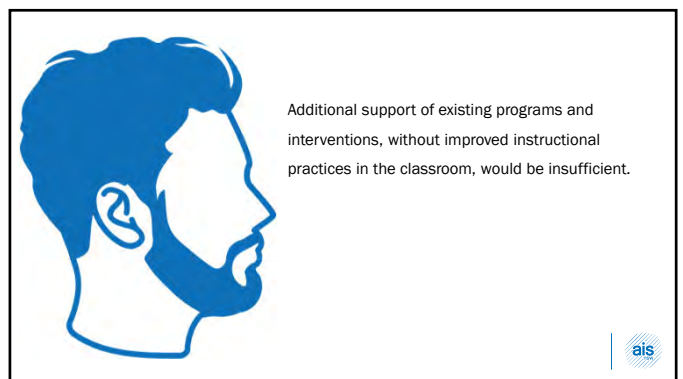 Additional support of existing programs and
interventions, without improved instructional
practices in the classroom, would be insufficient.
ais